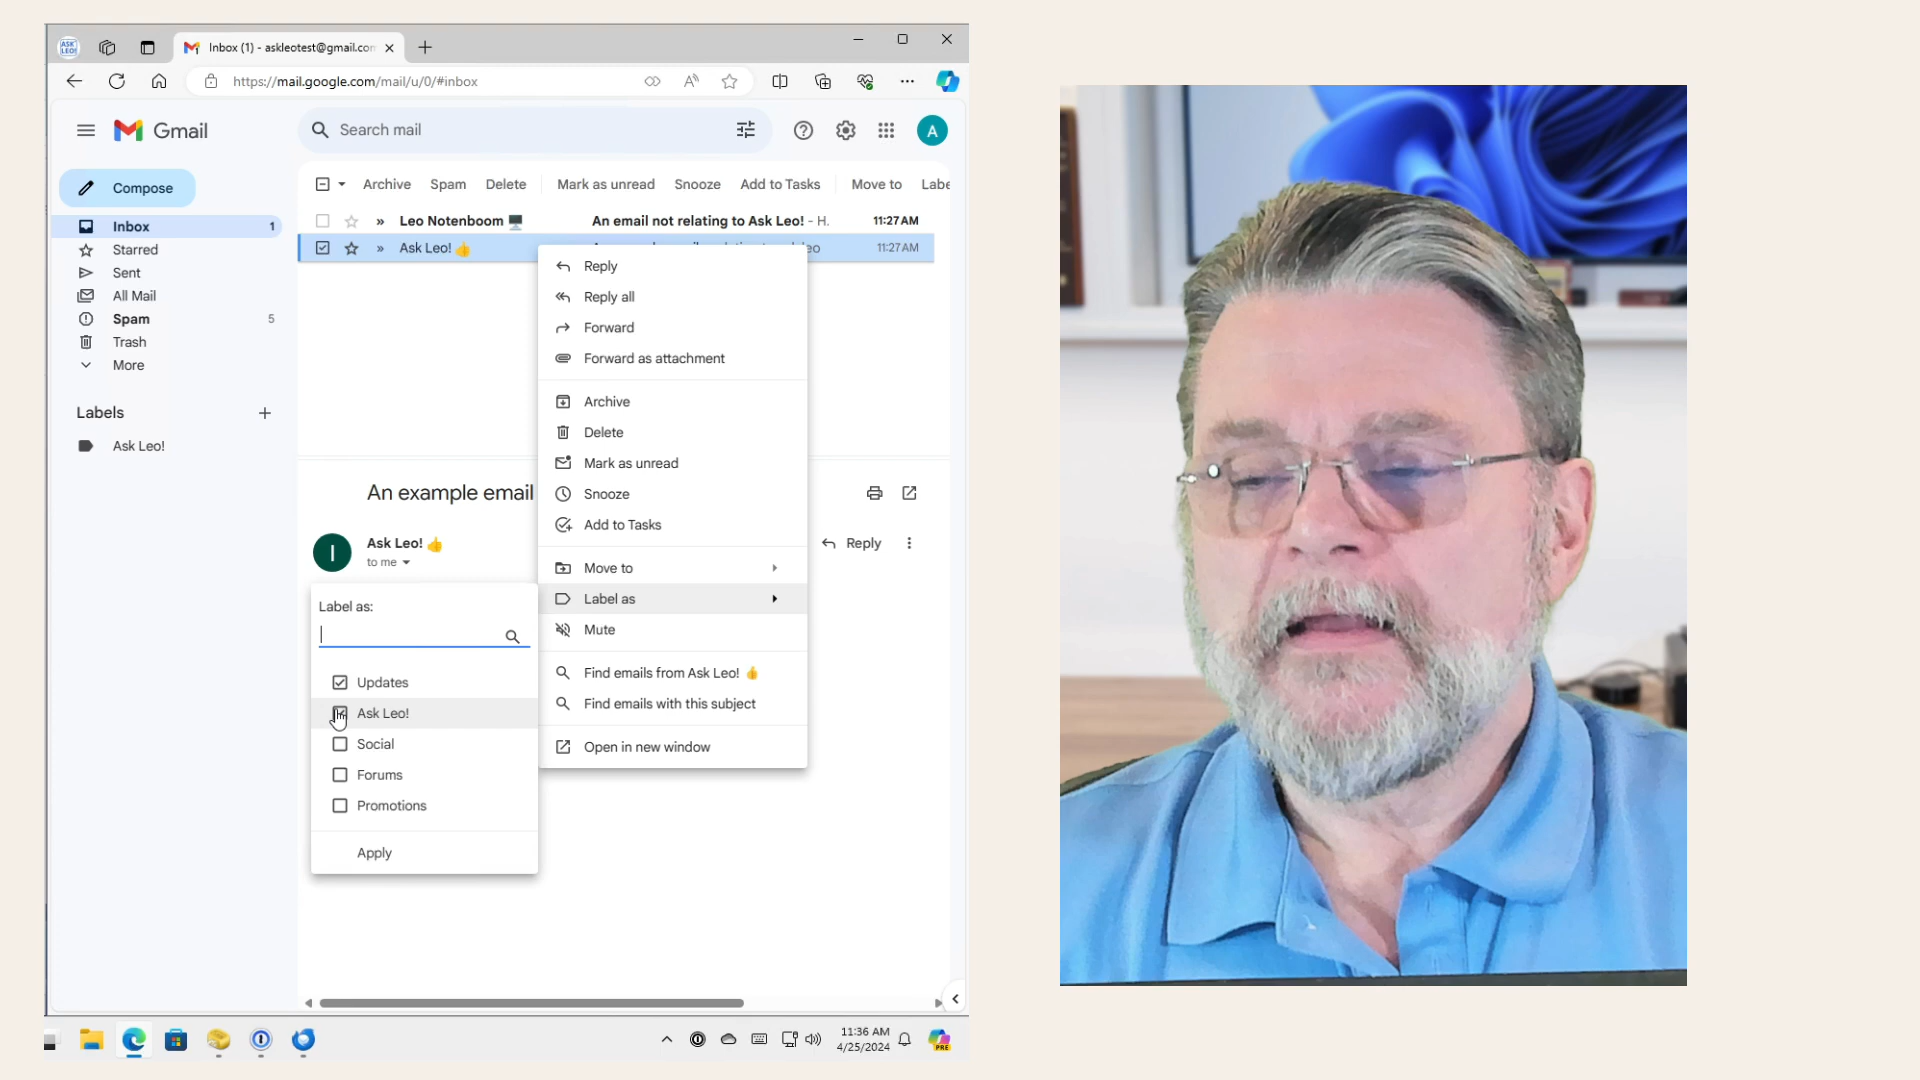 ASK LEO!
Inbox (1) - askleotest@gmail.con
https://mail.google.com/mail/u/0/#inbox
Gmail
Search mail
A
Compose
Inbox 1
Starred
Sent
All Mail
Spam 5
Trash
More
Labels
Ask Leo!
Archive Spam Delete Mark as unread Snooze Add to Tasks Move to Labe
» Leo Notenboom An email not relating to Ask Leo! - H. 11:27 AM
» Ask Leo! 11:27 AM
Reply
Reply all
Forward
Forward as attachment
Archive
Delete
Mark as unread
Snooze
Add to Tasks
Move to
Label as
Mute
Find emails from Ask Leo!
Find emails with this subject
Open in new window
An example email
I
Ask Leo!
to me
Reply
Label as:
Updates
Ask Leo!
Social
Forums
Promotions
Apply
11:36 AM
4/25/2024
PRE